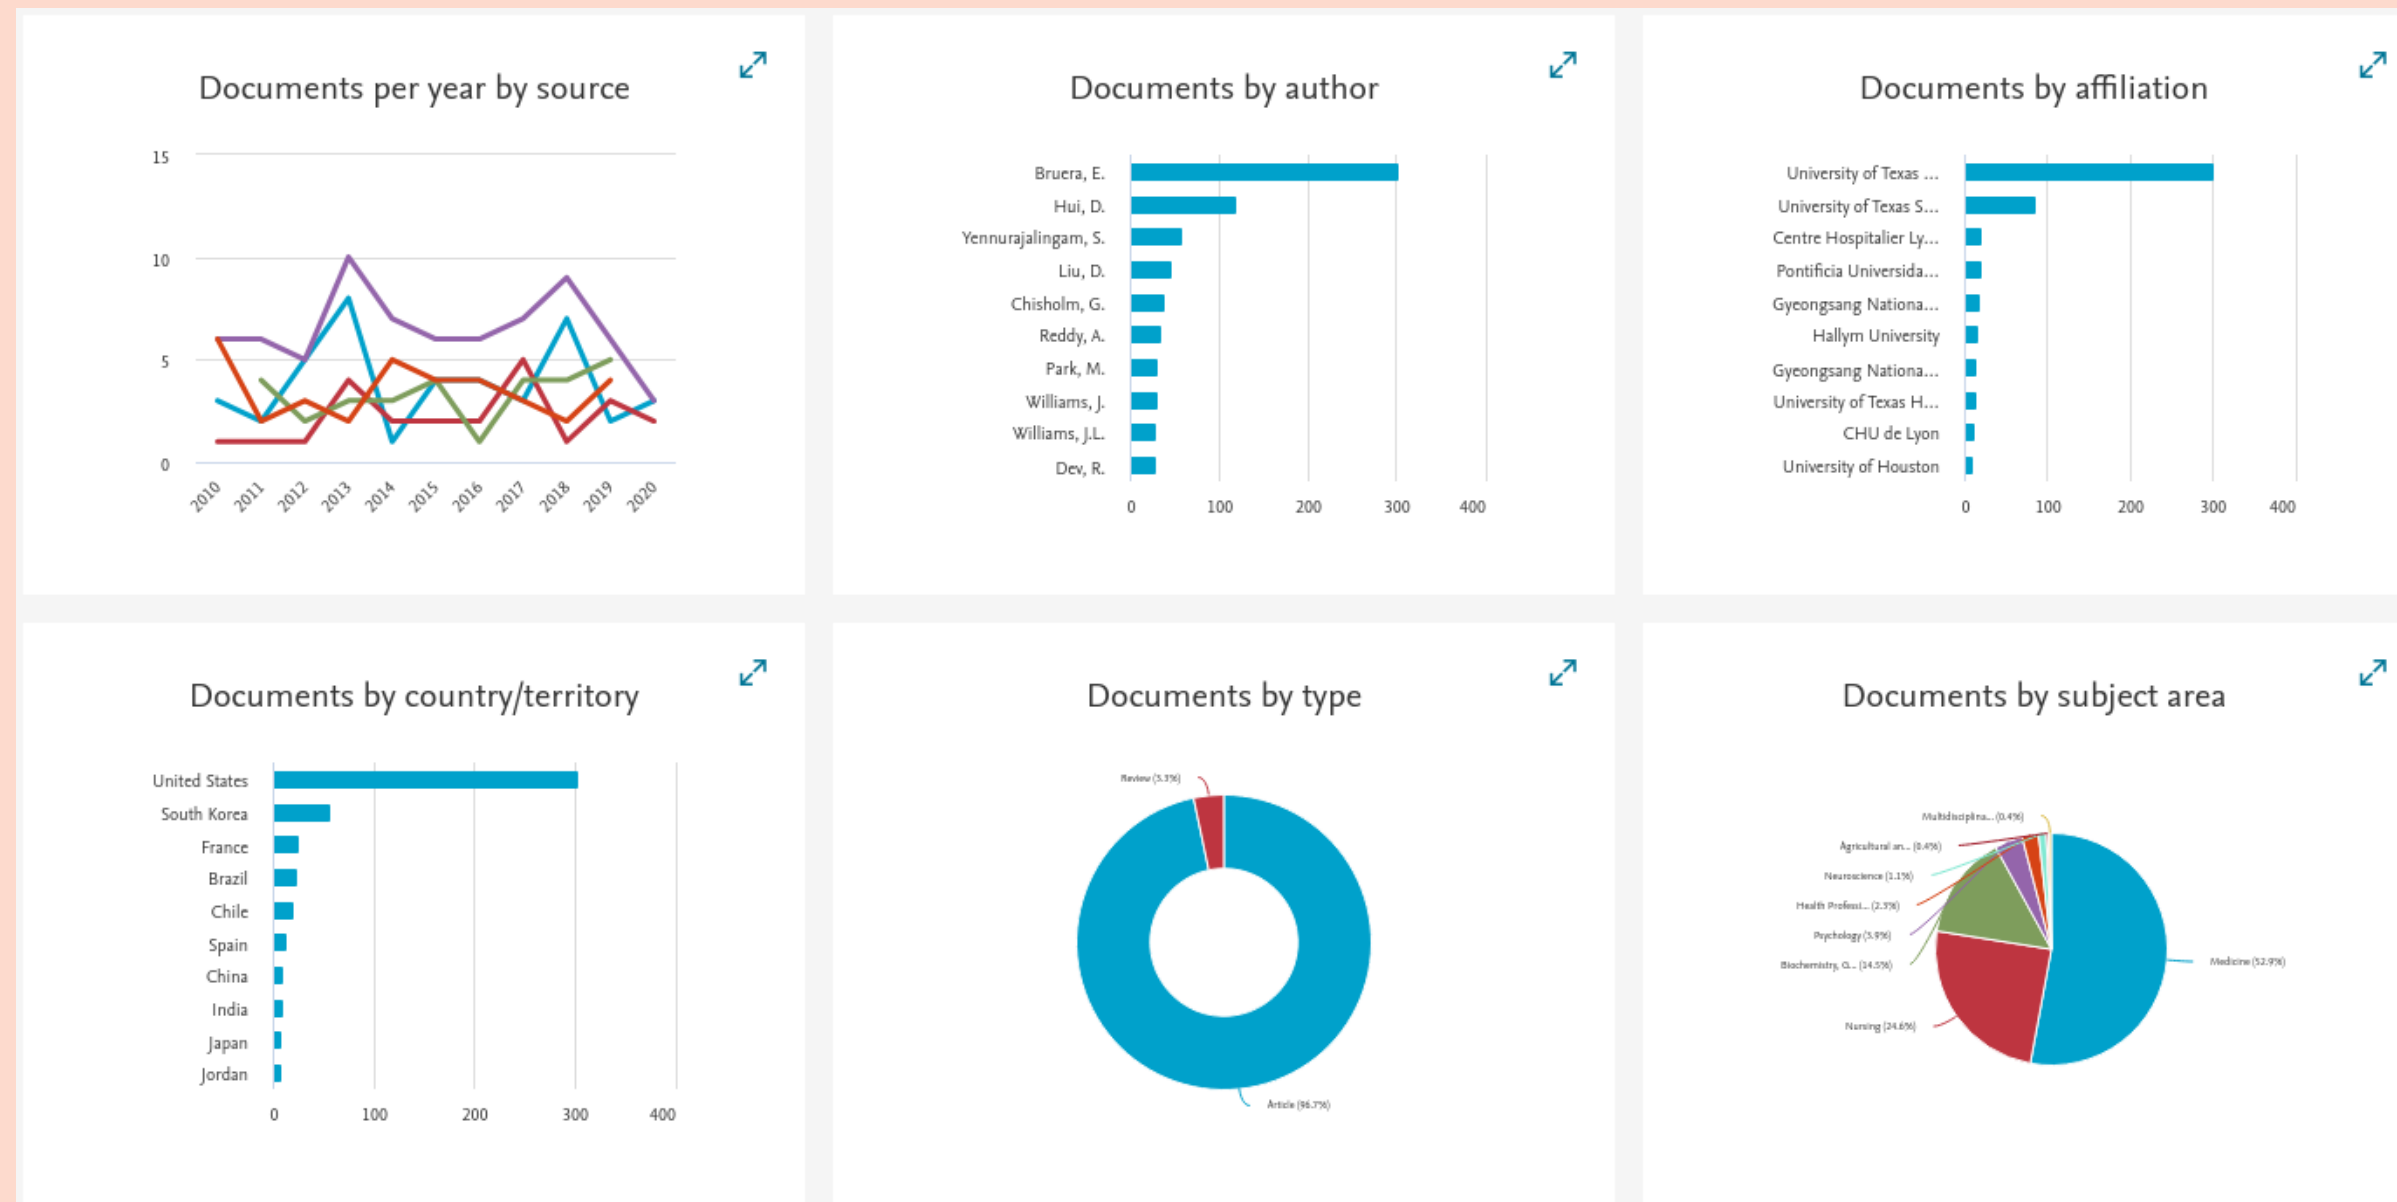 Documents per year by source
15
10
5
0
2010
2011
2012
2013
2014
2015
2016
2017
2018
2019
2020
Documents by author
Bruera, E.
Hui, D.
Yennurajalingam, S.
Liu, D.
Chisholm, G.
Reddy, A.
Park, M.
Williams, J.
Williams, J.L.
Dev, R.
0 100 200 300 400
Documents by affiliation
University of Texas ...
University of Texas S...
Centre Hospitalier Ly...
Pontificia Universida...
Gyeongsang Nationa...
Hallym University
Gyeongsang Nationa...
University of Texas H...
CHU de Lyon
University of Houston
0 100 200 300 400
Documents by country/territory
United States
South Korea
France
Brazil
Chile
Spain
China
India
Japan
Jordan
0 100 200 300 400
Documents by type
Review (3.3%)
Article (96.7%)
Documents by subject area
Multidisciplina... (0.4%)
Agricultural an... (0.4%)
Neuroscience (1.1%)
Health Professi... (2.3%)
Psychology (3.9%)
Biochemistry, G... (14.5%)
Nursing (24.6%)
Medicine (52.9%)